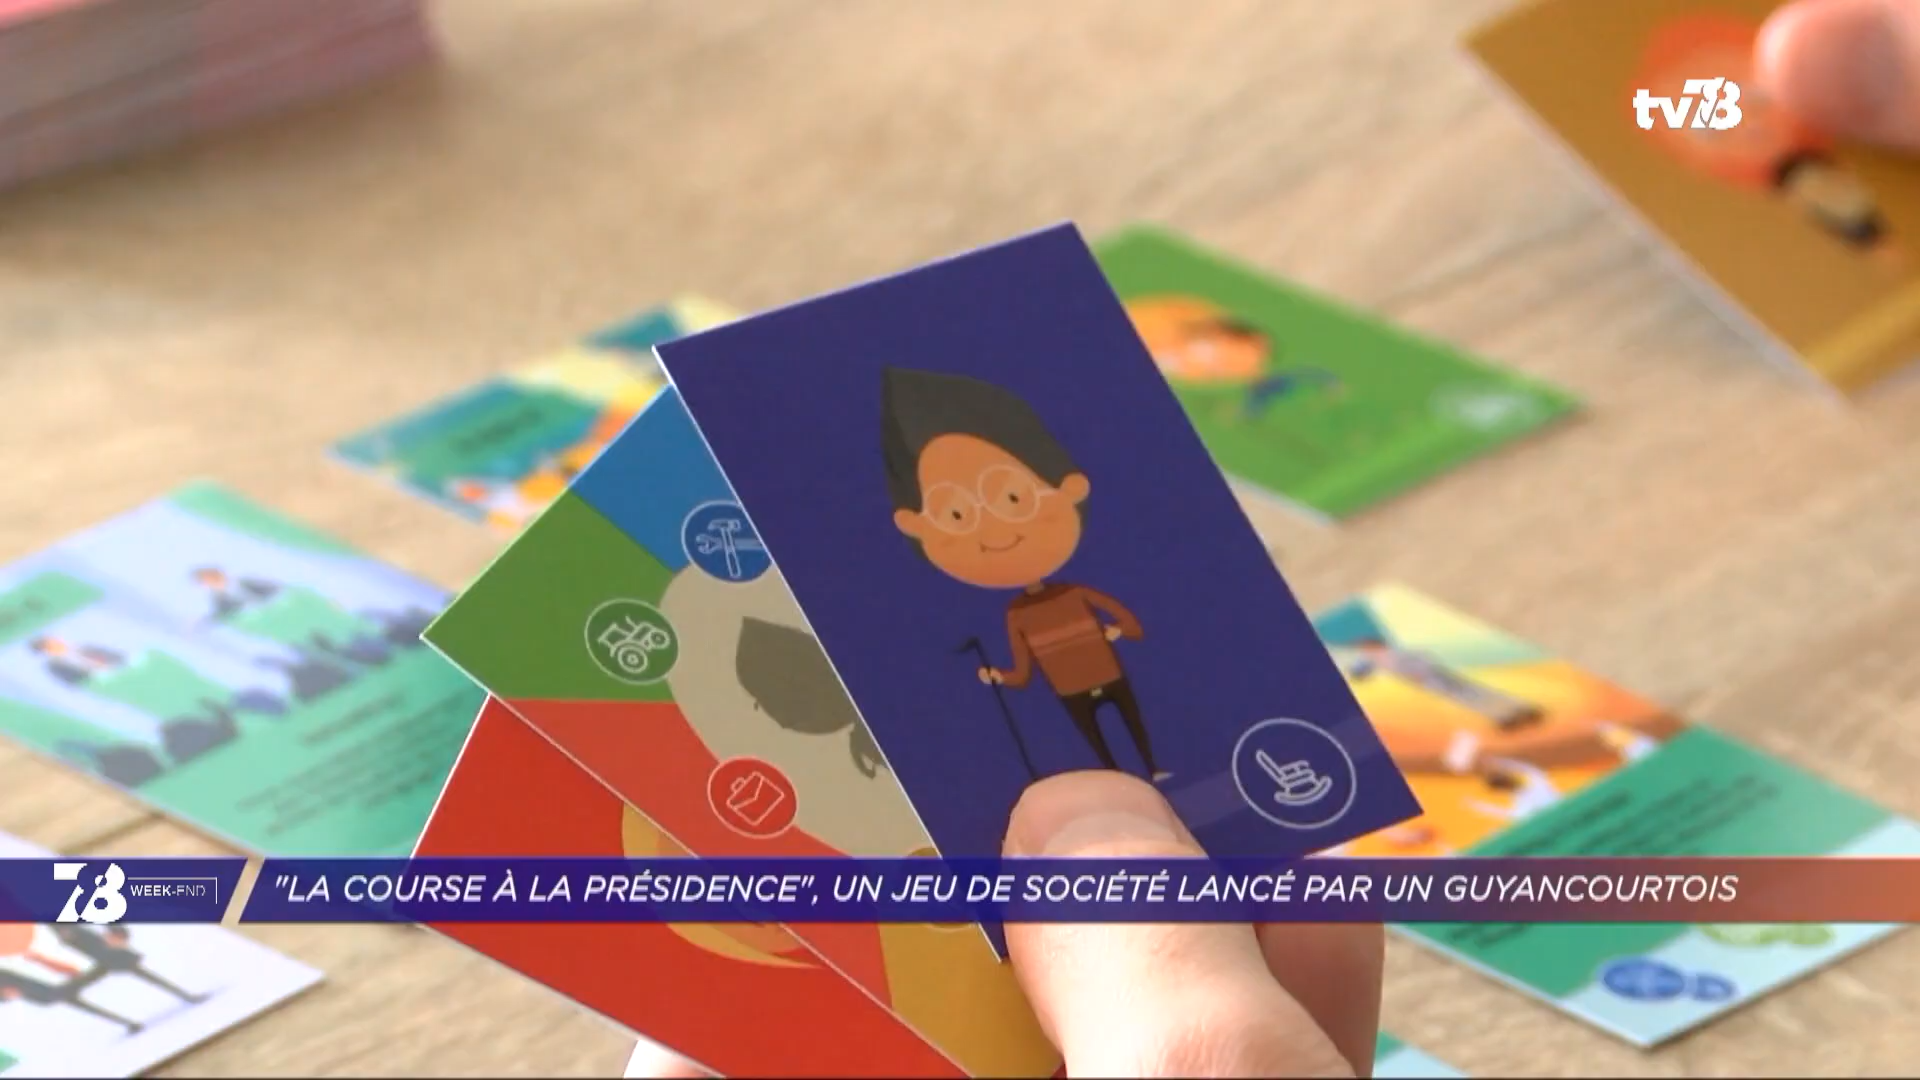 tv78
78 WEEK-END
"LA COURSE À LA PRÉSIDENCE", UN JEU DE SOCIÉTÉ LANCÉ PAR UN GUYANCOURTOIS